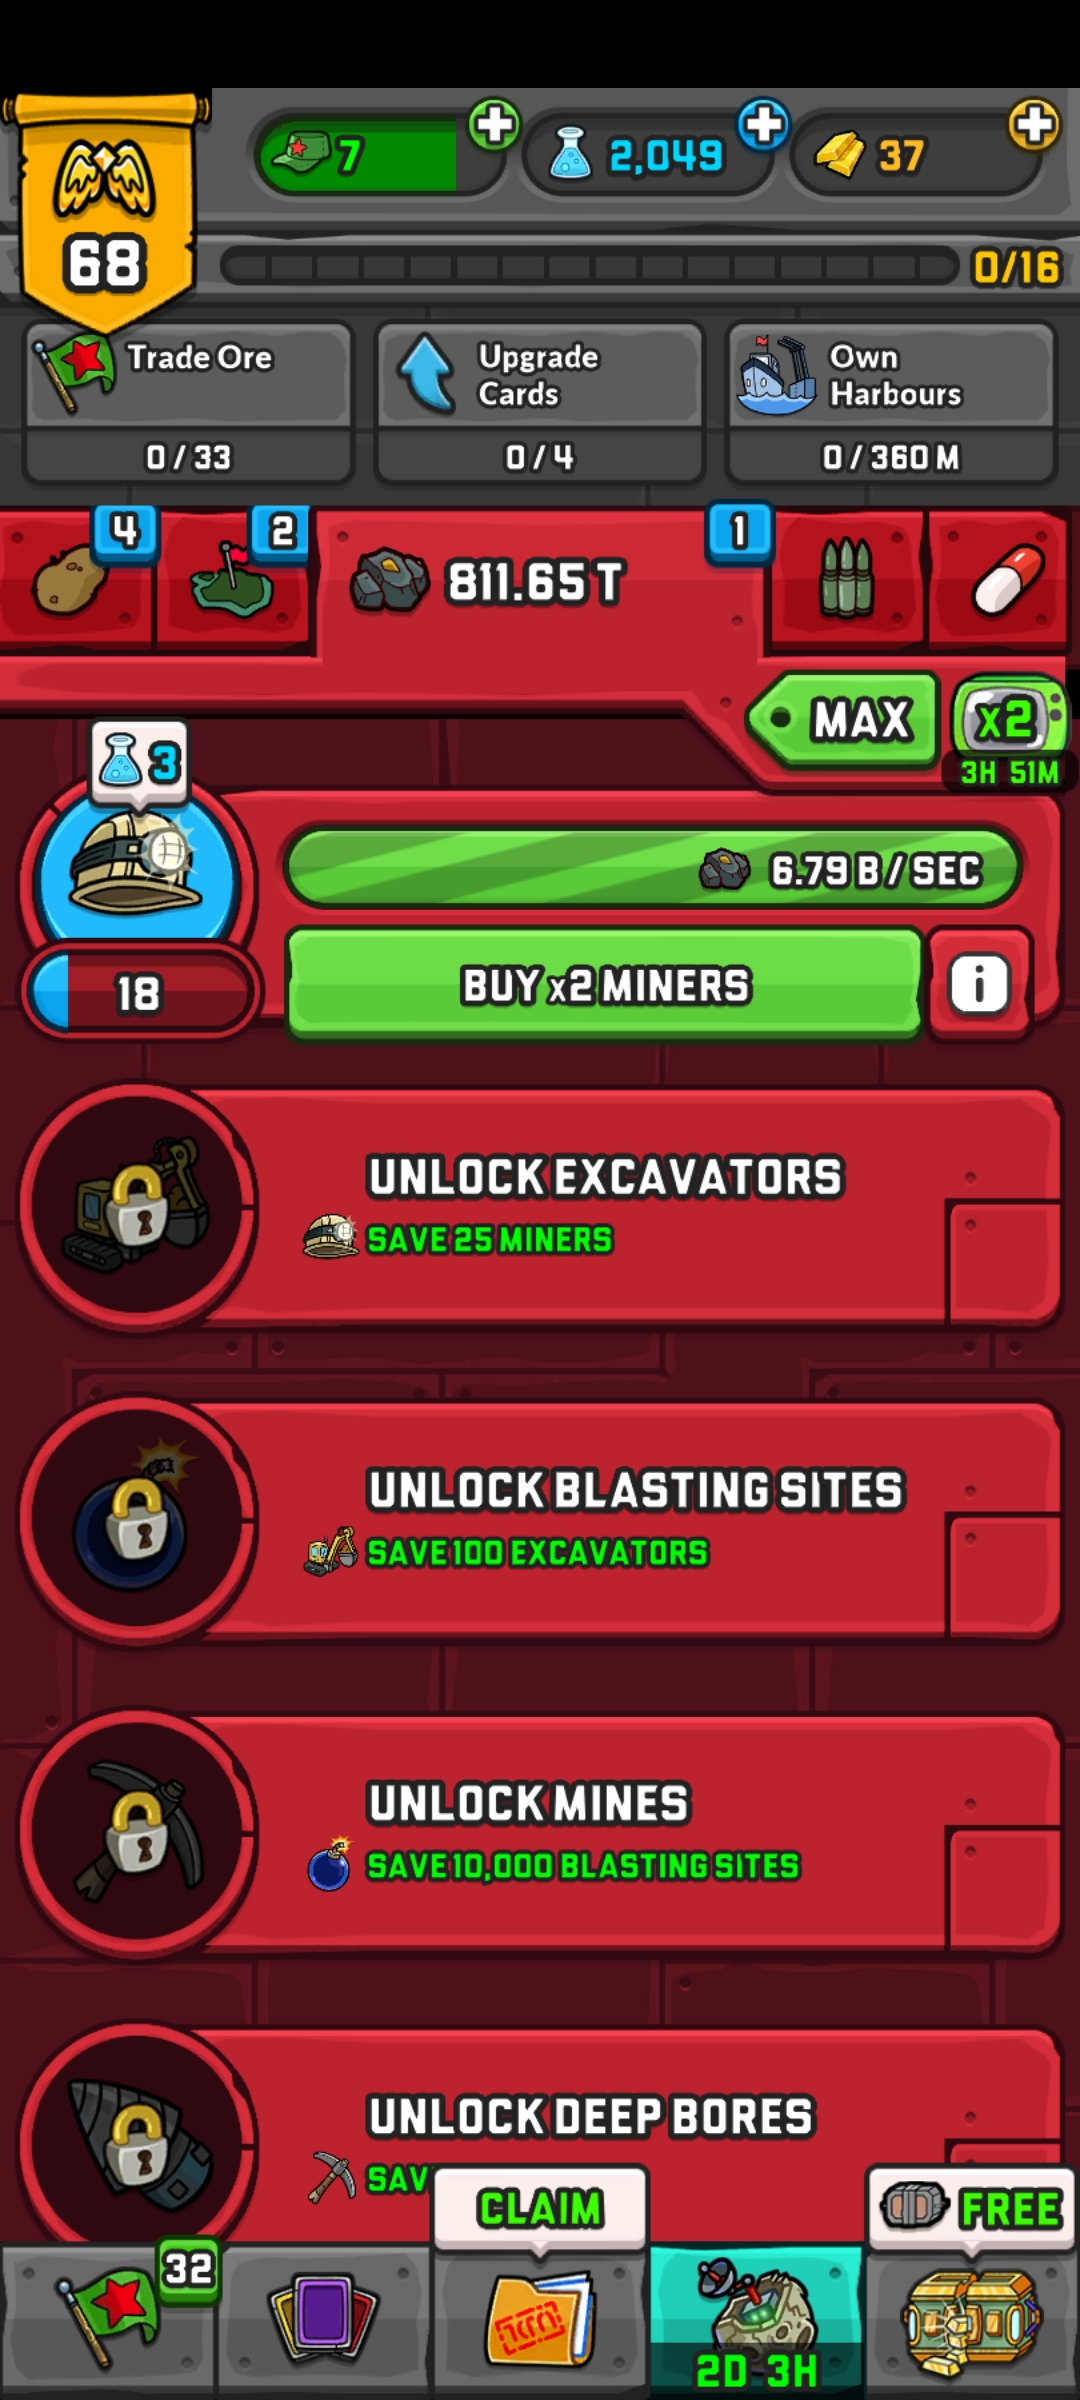 7
2,049
37
68
0/16
Trade Ore
Upgrade
Cards
Own
Harbours
0 / 33
0 / 4
0 / 360 M
4
2
811.65 T
1
MAX
x2
3H 51M
3
6.79 B / SEC
18
BUY x2 MINERS
i
UNLOCK EXCAVATORS
SAVE 25 MINERS
UNLOCK BLASTING SITES
SAVE 100 EXCAVATORS
UNLOCK MINES
SAVE 10,000 BLASTING SITES
UNLOCK DEEP BORES
SAV
CLAIM
FREE
32
2D 3H